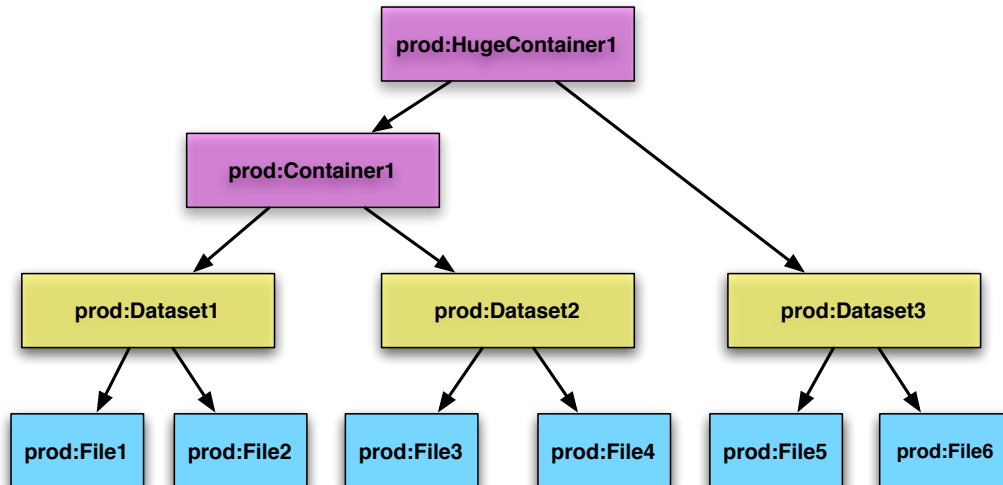 prod:HugeContainer1
prod:Container1
prod:Dataset1
prod:Dataset2
prod:Dataset3
prod:File1
prod:File2
prod:File3
prod:File4
prod:File5
prod:File6